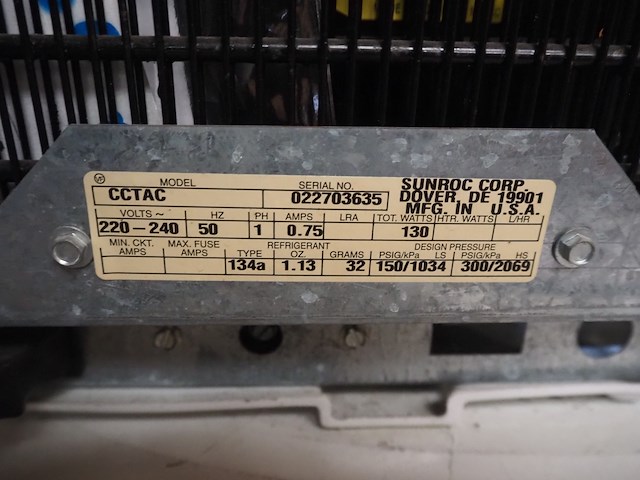 MODEL SERIAL NO. SUNROC CORP.
CCTAC 022703635 DOVER, DE 19901
MFG. IN U.S.A.
VOLTS ~ HZ PH AMPS LRA TOT. WATTS HTR. WATTS L/HR
220-240 50 1 0.75 130
MIN. CKT. AMPS MAX. FUSE AMPS REFRIGERANT DESIGN PRESSURE
TYPE OZ. GRAMS PSIG/kPa LS PSIG/kPa HS
134a 1.13 32 150/1034 300/2069